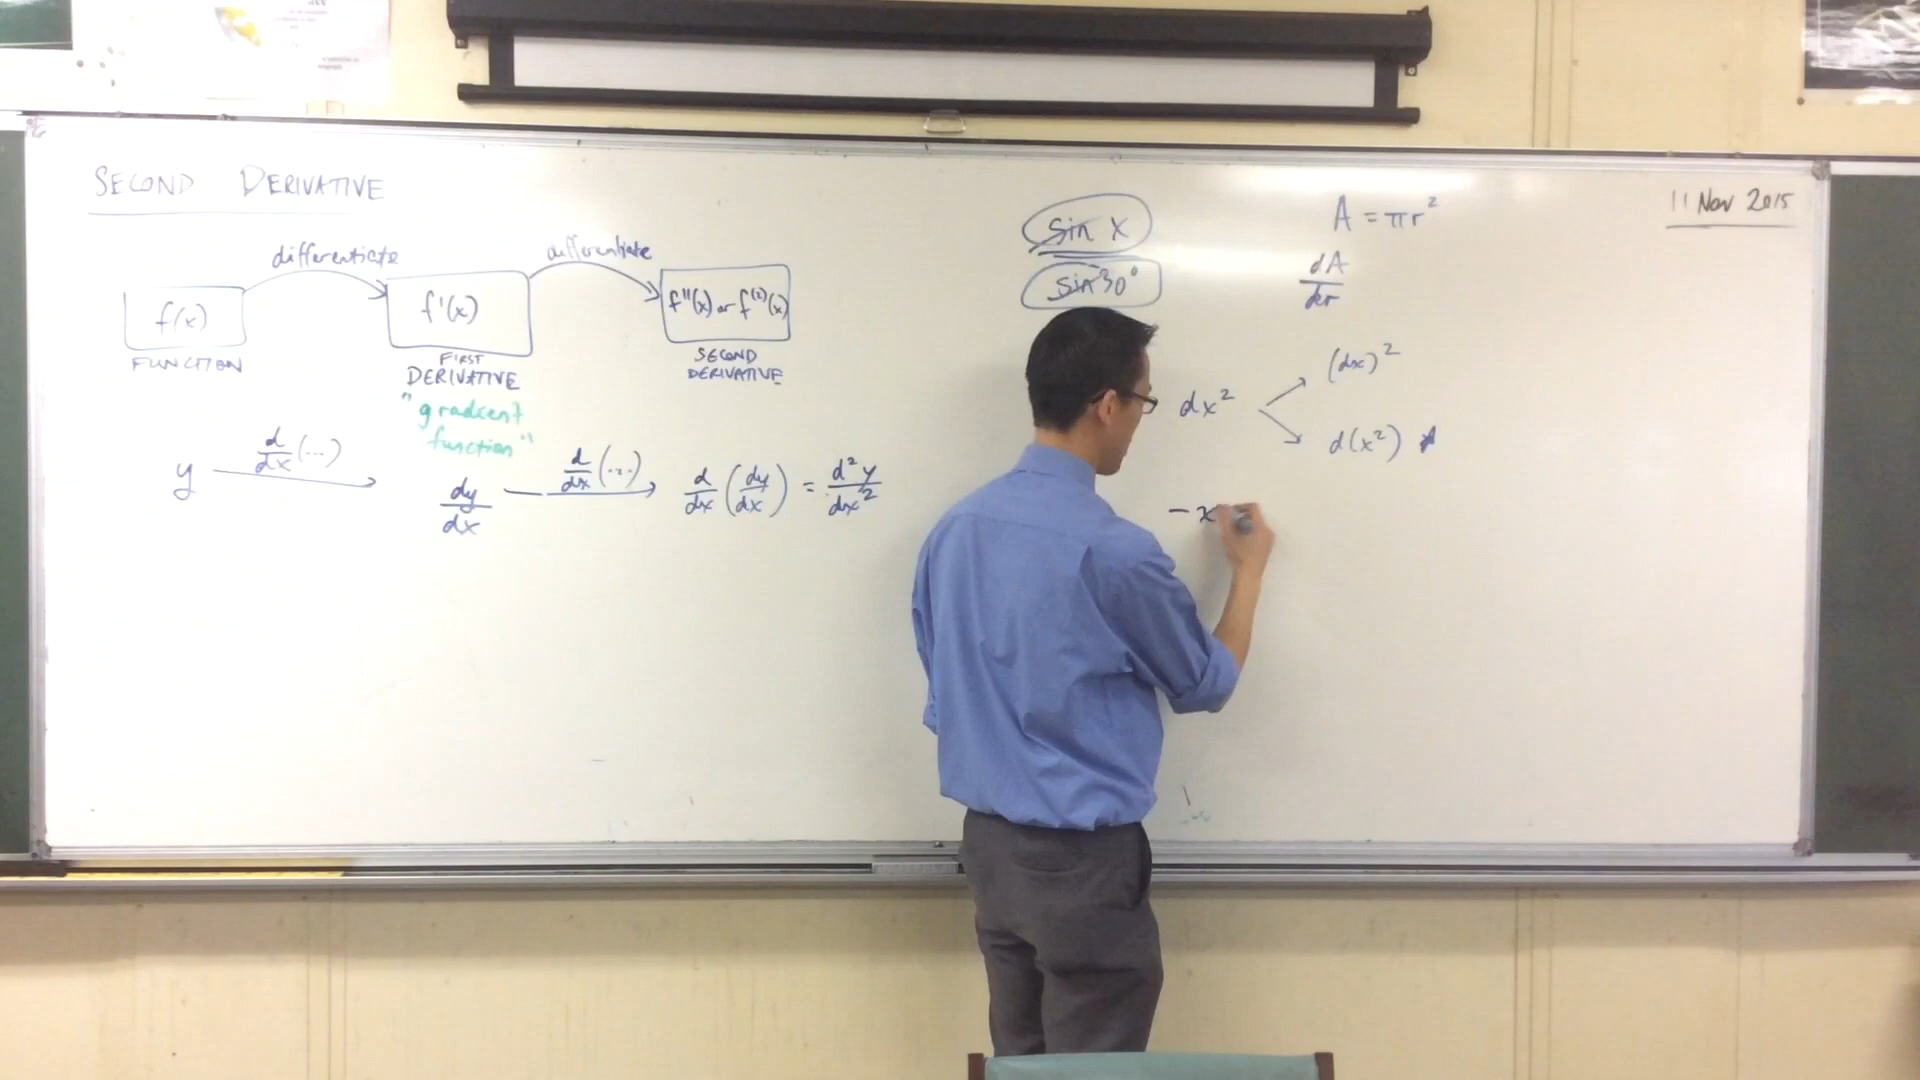 SECOND DERIVATIVE
differentiate differentiate
f(x) f'(x) f''(x) or f⁽²⁾(x)
FUNCTION
FIRST DERIVATIVE
SECOND DERIVATIVE
"gradient
function"
y d/dx (...) dy/dx d/dx (...) d/dx (dy/dx) = d²y/dx²
sin x
sin 30°
A = πr²
dA/dr
dx²
(dx)²
d(x²)
- x
11 Nov 2015